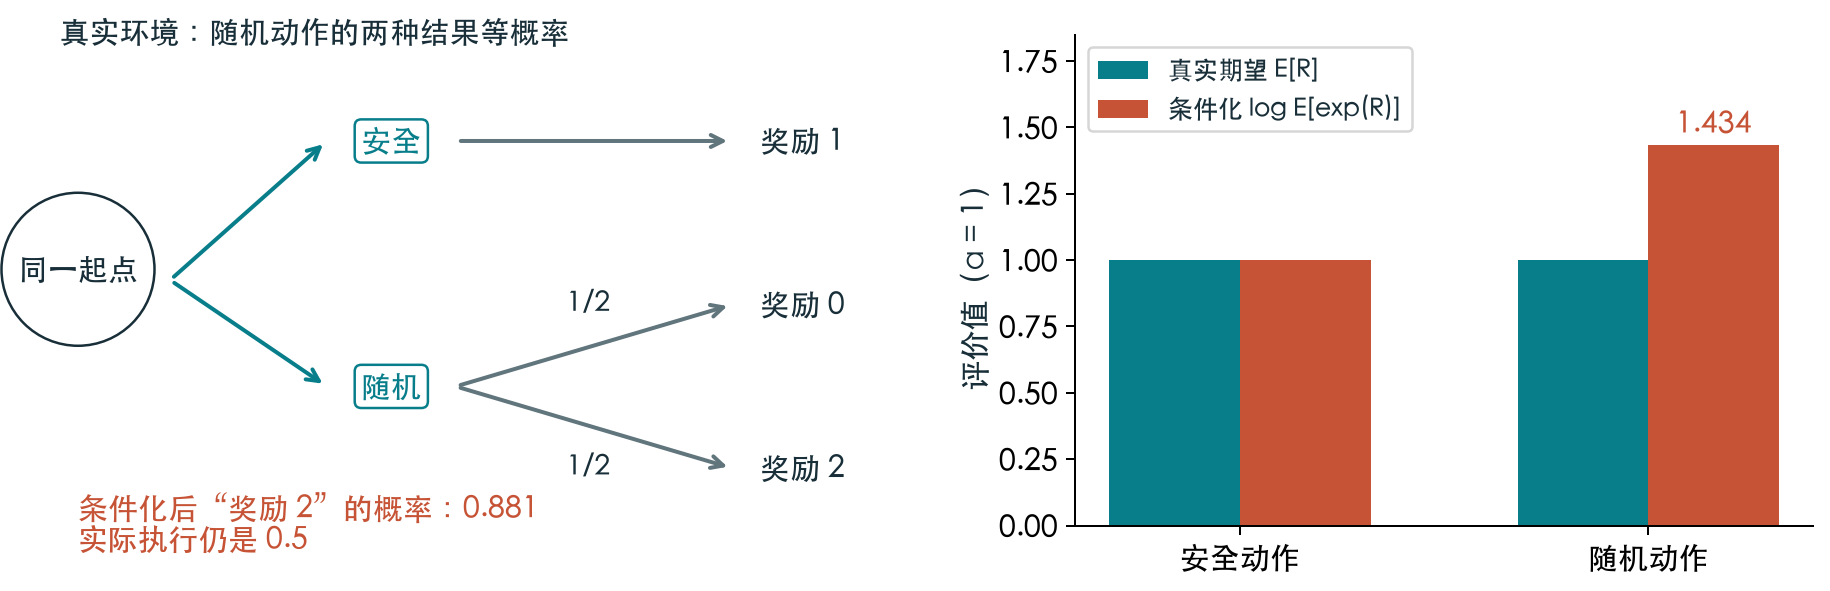 真实环境：随机动作的两种结果等概率
安全
奖励 1
同一起点
1/2
奖励 0
随机
1/2
奖励 2
条件化后“奖励 2”的概率：0.881
实际执行仍是 0.5
评价值（α = 1）
1.75
1.50
1.25
1.00
0.75
0.50
0.25
0.00
真实期望 E[R]
条件化 log E[exp(R)]
1.434
安全动作
随机动作